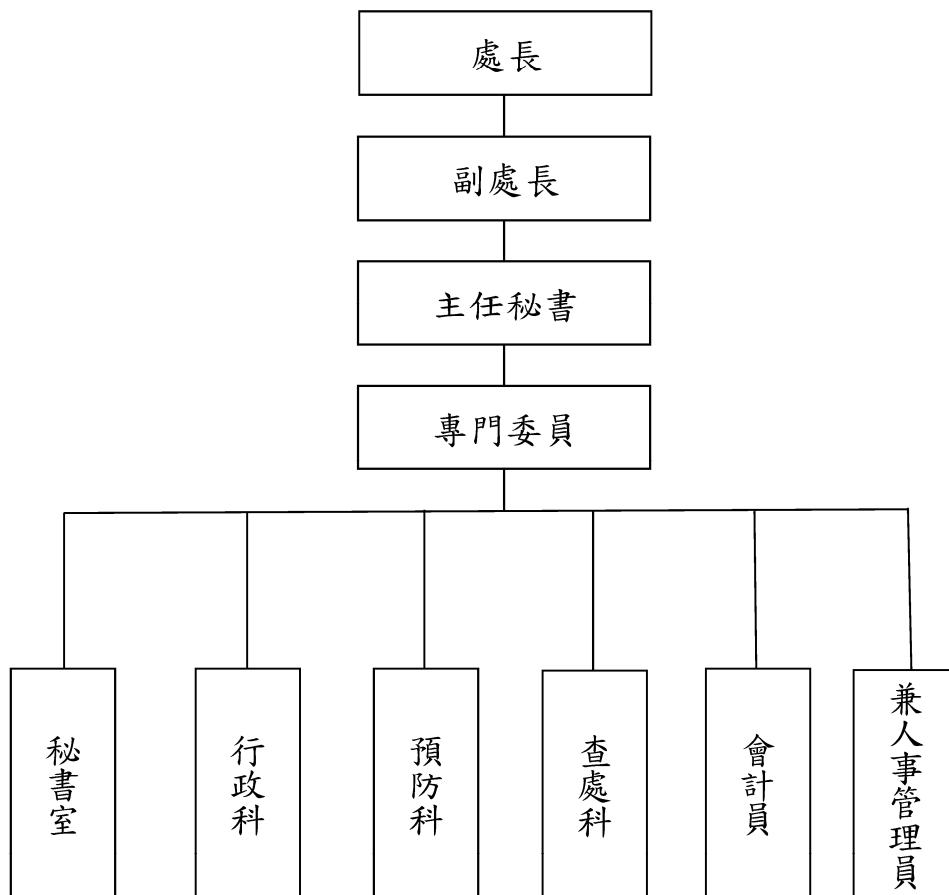 處長
副處長
主任秘書
專門委員
秘書室
行政科
預防科
查處科
會計員
兼人事管理員